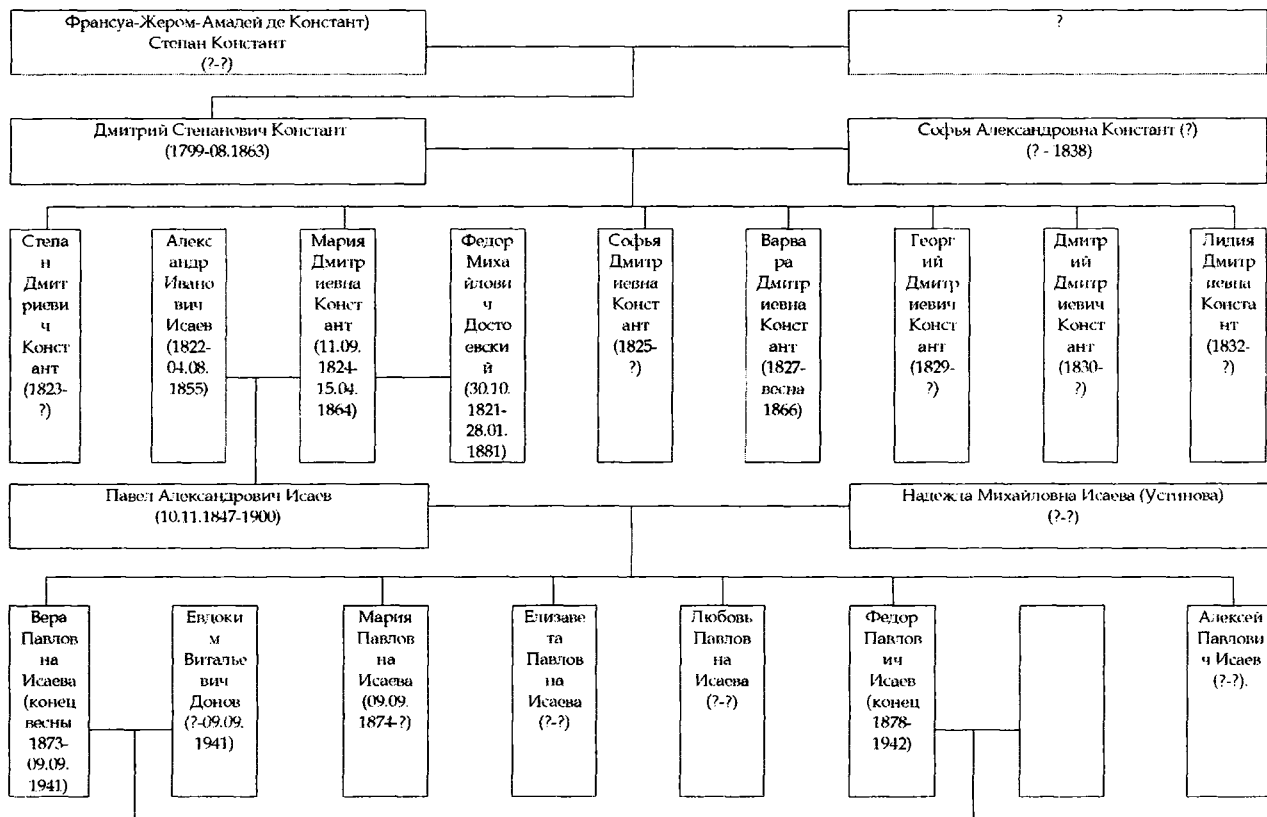 Франсуа-Жером-Амадей де Констант)
Степан Констант
(?-?)
?
Дмитрий Степанович Констант
(1799-08.1863)
Софья Александровна Констант (?)
(? - 1838)
Степа
н
Дмит
риеви
ч
Конст
ант
(1823-
?)
Алекс
андр
Ивано
вич
Исаев
(1822-
04.08.
1855)
Мария
Дмитр
иевна
Конст
ант
(11.09.
1824-
15.04.
1864)
Федор
Миха
йлови
ч
Досто
евски
й
(30.10.
1821-
28.01.
1881)
Софья
Дмитр
иевна
Конст
ант
(1825-
?)
Варва
ра
Дмитр
иевна
Конст
ант
(1827-
весна
1866)
Георг
ий
Дмитр
иевич
Конст
ант
(1829-
?)
Дмитр
ий
Дмитр
иевич
Конст
ант
(1830-
?)
Лидия
Дмитр
иевна
Конста
нт
(1832-
?)
Павел Александрович Исаев
(10.11.1847-1900)
Надежда Михайловна Исаева (Устинова)
(?-?)
Вера
Павлов
на
Исаева
(конец
весны
1873-
09.09.
1941)
Евдоки
м
Виталье
вич
Донов
(?-09.09.
1941)
Мария
Павлов
на
Исаева
(09.09.
1874-?)
Елизаве
та
Павлов
на
Исаева
(?-?)
Любовь
Павлов
на
Исаева
(?-?)
Федор
Павлов
ич
Исаев
(конец
1878-
1942)
Алексей
Павлови
ч Исаев
(?-?).